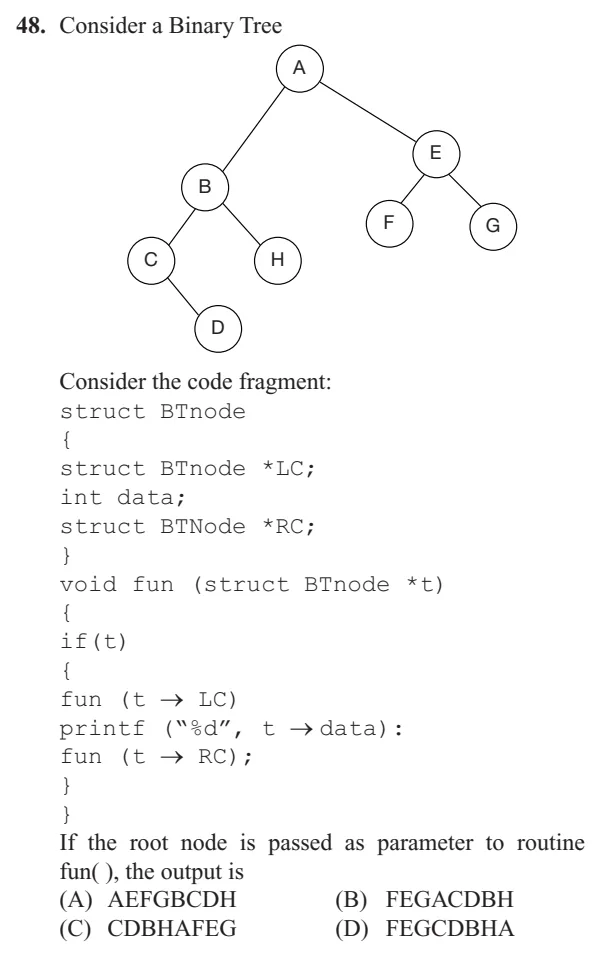 48. Consider a Binary Tree
A
E
B
F
G
C
H
D
Consider the code fragment:
struct BTnode
{
struct BTnode *LC;
int data;
struct BTNode *RC;
}
void fun (struct BTnode *t)
{
if(t)
{
fun (t → LC)
printf (“%d”, t → data):
fun (t → RC);
}
}
If the root node is passed as parameter to routine
fun( ), the output is
(A) AEFGBCDH (B) FEGACDBH
(C) CDBHAFEG (D) FEGCDBHA